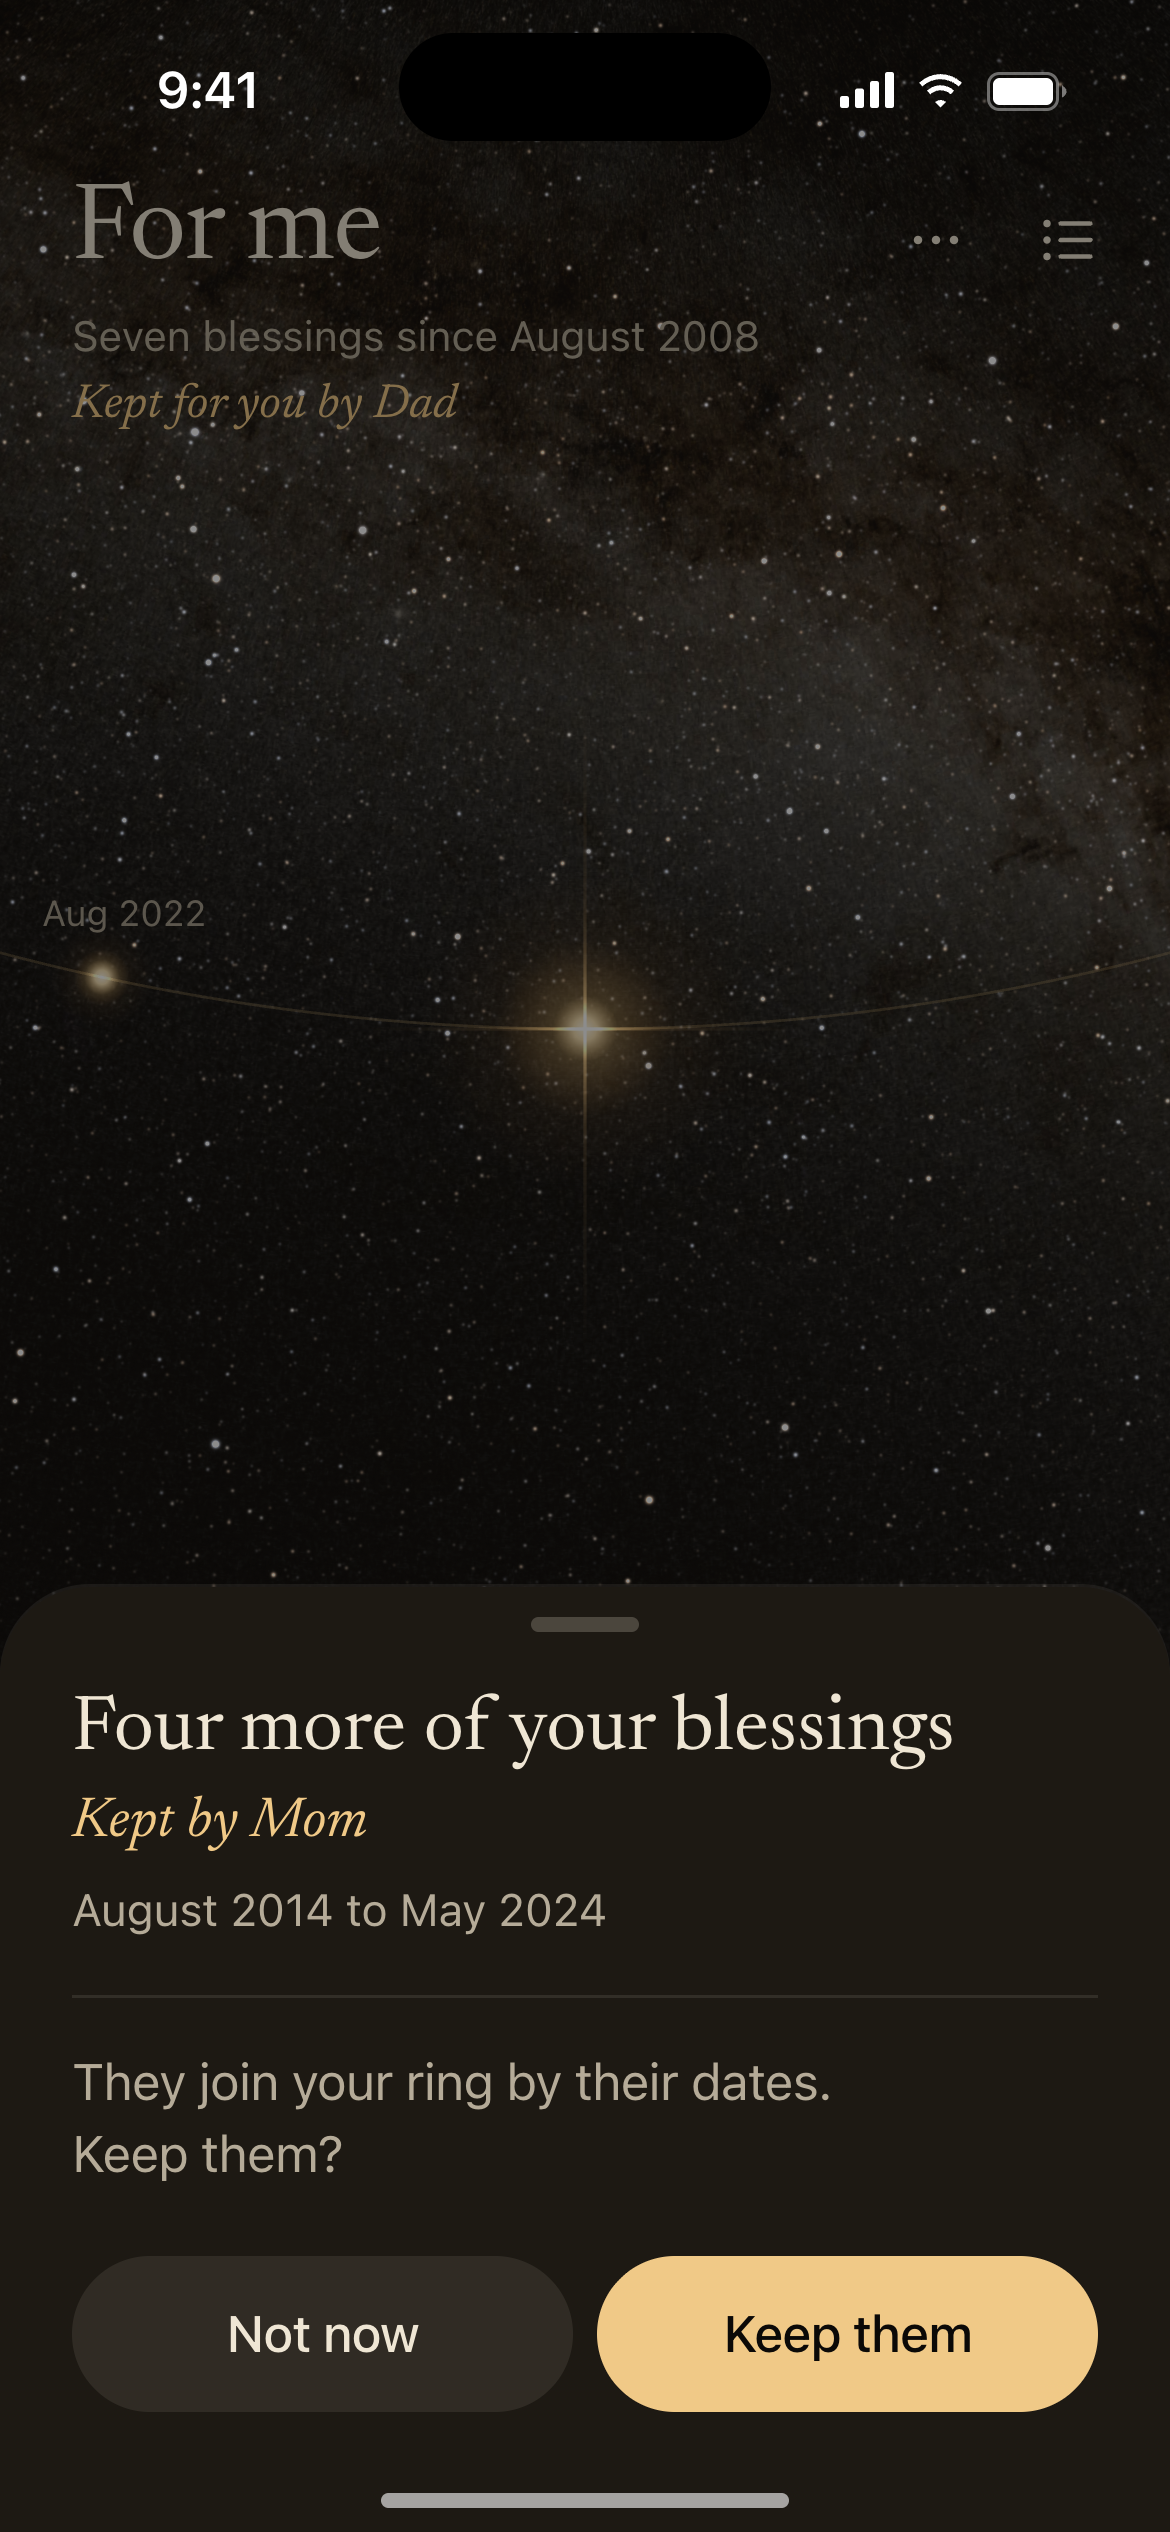 9:41
For me
Seven blessings since August 2008
Kept for you by Dad
Aug 2022
Four more of your blessings
Kept by Mom
August 2014 to May 2024
They join your ring by their dates.
Keep them?
Not now
Keep them